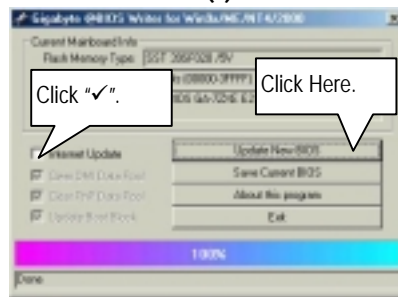 Gigabyte @BIOS Writer for Win9x/ME/NT4/2000
Current Mainboard Info
Flash Memory Type SST
Click “✓”.
Click Here.
Internet Update
Update New BIOS
Clear DMI Data Pool
Save Current BIOS
Clear PnP Data Pool
About this program
Update Boot Block
Exit
100%
Done